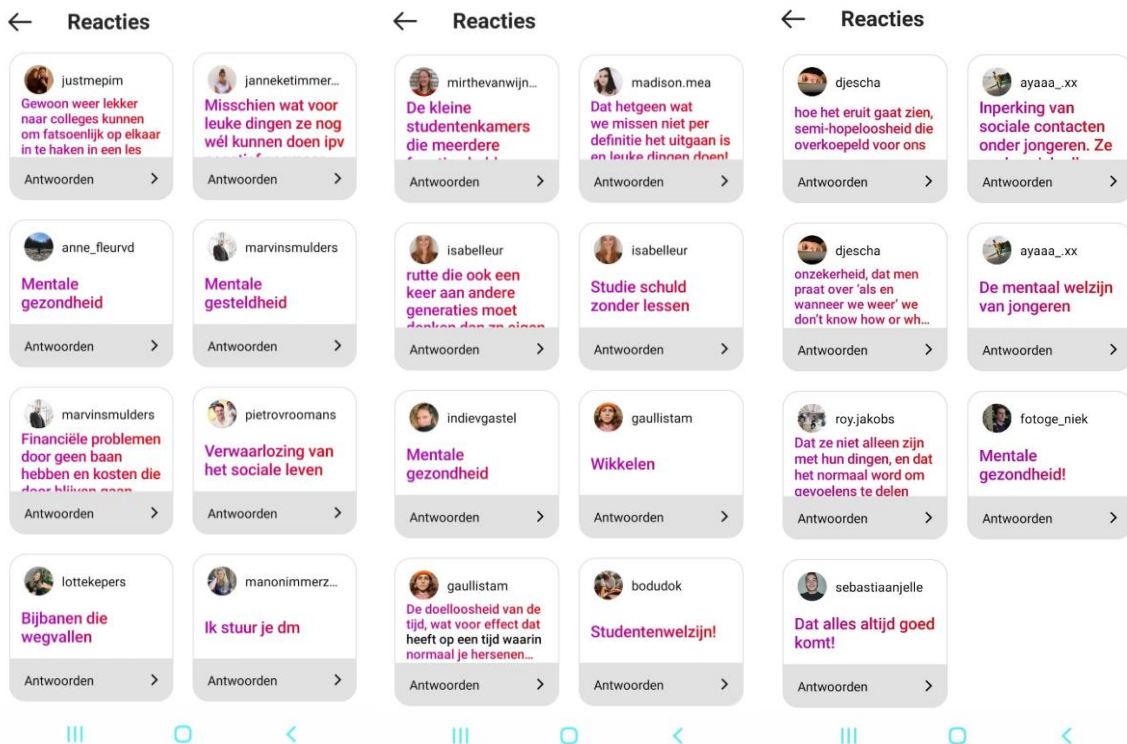 Reacties
justmepim
Gewoon weer lekker
naar colleges kunnen
om fatsoenlijk op elkaar
in te haken in een les
Antwoorden
janneketimmer...
Misschien wat voor
leuke dingen ze nog
wél kunnen doen ipv
Antwoorden
anne_fleurvd
Mentale
gezondheid
Antwoorden
marvinsmulders
Mentale
gesteldheid
Antwoorden
marvinsmulders
Financiële problemen
door geen baan
hebben en kosten die
door blijven gaan
Antwoorden
pietrovroomans
Verwaarlozing van
het sociale leven
Antwoorden
lottekepers
Bijbanen die
wegvallen
Antwoorden
manonimmerz...
Ik stuur je dm
Antwoorden
Reacties
mirthevanwijn...
De kleine
studentenkamers
die meerdere
Antwoorden
madison.mea
Dat hetgeen wat
we missen niet per
definitie het uitgaan is
en leuke dingen doen!
Antwoorden
isabelleur
rutte die ook een
keer aan andere
generaties moet
denken dan zn eigen
Antwoorden
isabelleur
Studie schuld
zonder lessen
Antwoorden
indievgastel
Mentale
gezondheid
Antwoorden
gaullistam
Wikkelen
Antwoorden
gaullistam
De doelloosheid van de
tijd, wat voor effect dat
heeft op een tijd waarin
normaal je hersenen...
Antwoorden
bodudok
Studentenwelzijn!
Antwoorden
Reacties
djescha
hoe het eruit gaat zien,
semi-hopeloosheid die
overkoepeld voor ons
Antwoorden
ayaaa_.xx
Inperking van
sociale contacten
onder jongeren. Ze
Antwoorden
djescha
onzekerheid, dat men
praat over 'als en
wanneer we weer' we
don't know how or wh...
Antwoorden
ayaaa_.xx
De mentaal welzijn
van jongeren
Antwoorden
roy.jakobs
Dat ze niet alleen zijn
met hun dingen, en dat
het normaal word om
gevoelens te delen
Antwoorden
fotoge_niek
Mentale
gezondheid!
Antwoorden
sebastiaanjelle
Dat alles altijd goed
komt!
Antwoorden